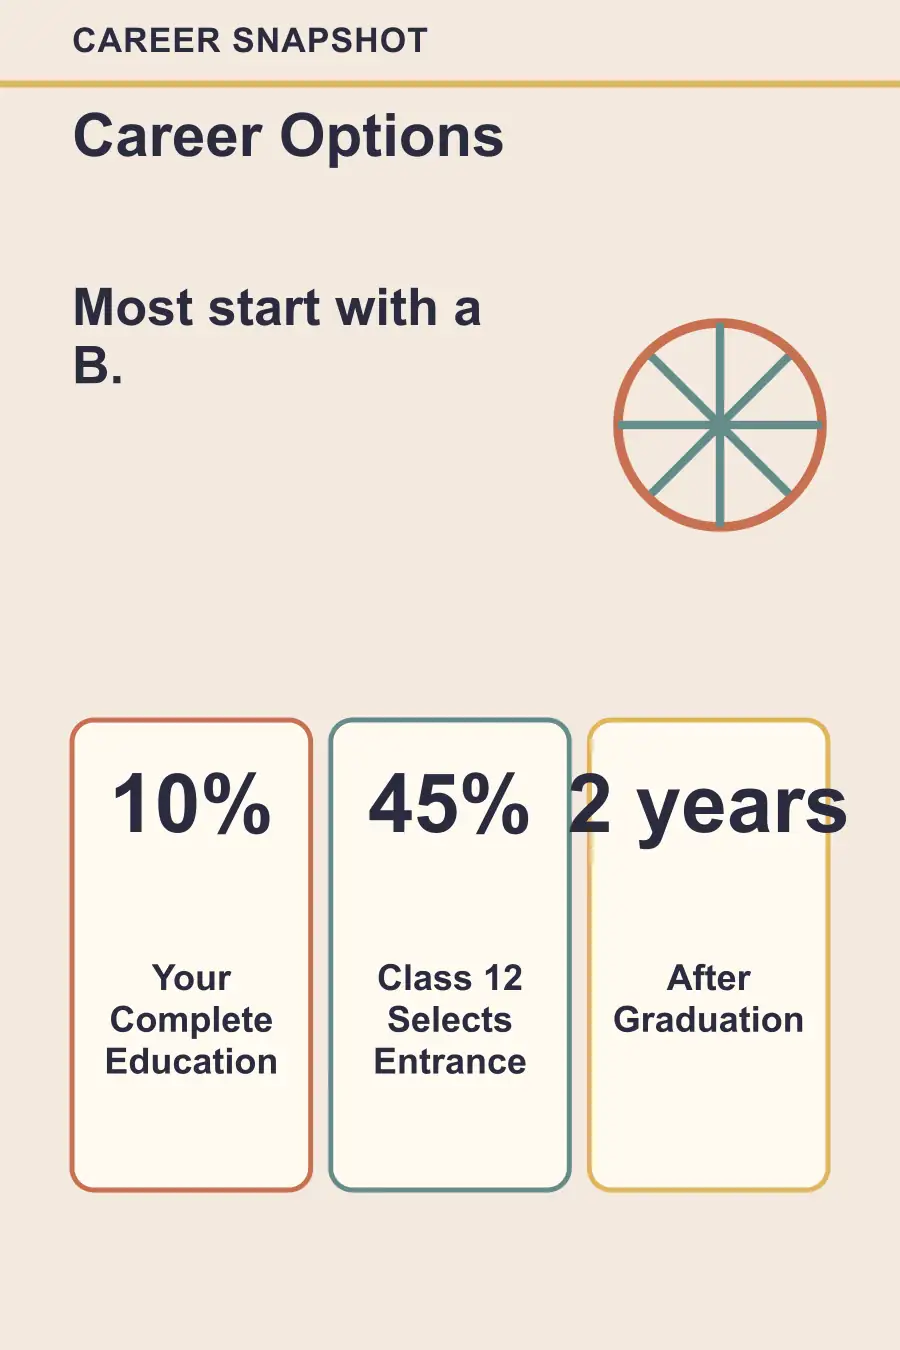 CAREER SNAPSHOT
Career Options
Most start with a
B.
10%
Your
Complete
Education
45%
Class 12
Selects
Entrance
2 years
After
Graduation